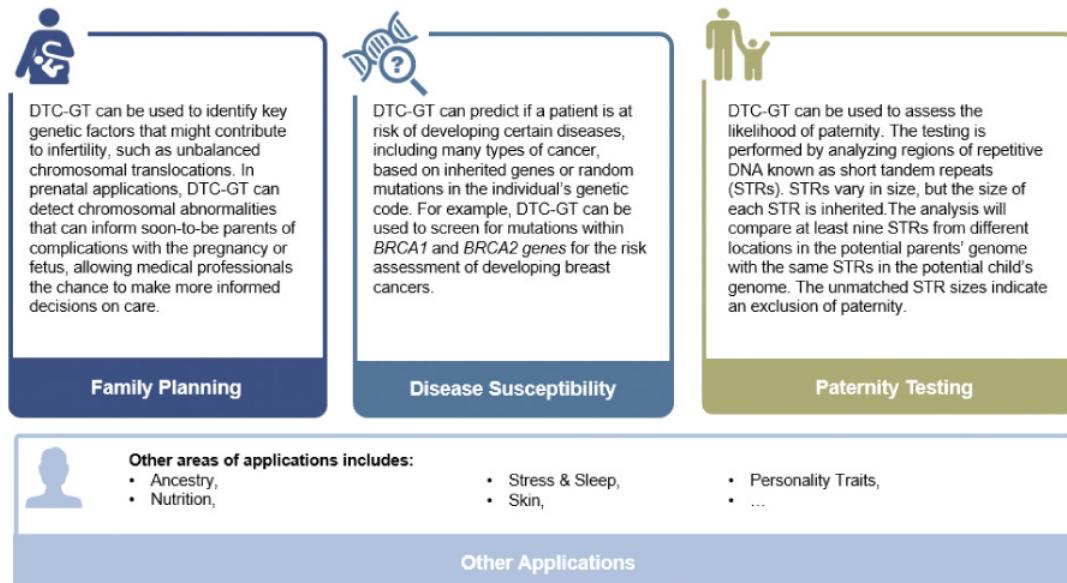 DTC-GT can be used to identify key
genetic factors that might contribute
to infertility, such as unbalanced
chromosomal translocations. In
prenatal applications, DTC-GT can
detect chromosomal abnormalities
that can inform soon-to-be parents of
complications with the pregnancy or
fetus, allowing medical professionals
the chance to make more informed
decisions on care.
Family Planning
?
DTC-GT can predict if a patient is at
risk of developing certain diseases,
including many types of cancer,
based on inherited genes or random
mutations in the individual's genetic
code. For example, DTC-GT can be
used to screen for mutations within
BRCA1 and BRCA2 genes for the risk
assessment of developing breast
cancers.
Disease Susceptibility
DTC-GT can be used to assess the
likelihood of paternity. The testing is
performed by analyzing regions of repetitive
DNA known as short tandem repeats
(STRs). STRs vary in size, but the size of
each STR is inherited.The analysis will
compare at least nine STRs from different
locations in the potential parents' genome
with the same STRs in the potential child's
genome. The unmatched STR sizes indicate
an exclusion of paternity.
Paternity Testing
Other areas of applications includes:
• Ancestry,
• Nutrition,
• Stress & Sleep,
• Skin,
• Personality Traits,
• ...
Other Applications